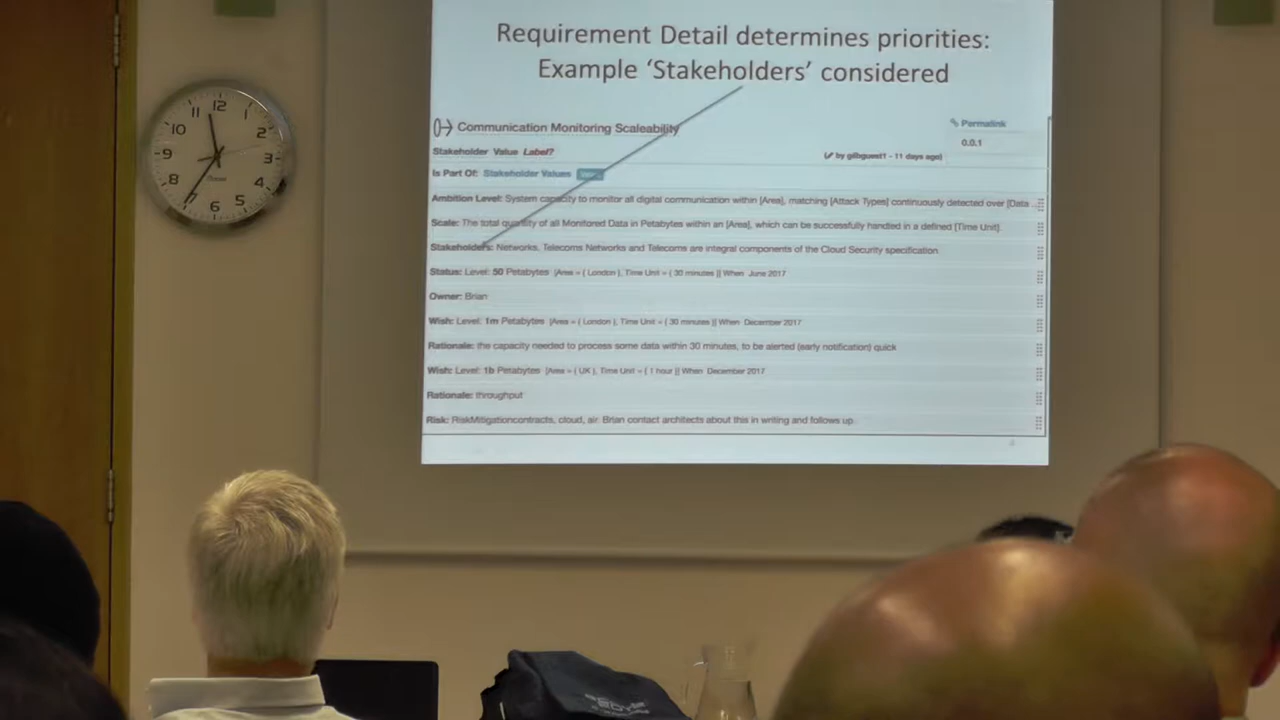 Requirement Detail determines priorities:
Example ‘Stakeholders’ considered
Communication Monitoring Scaleability
Permalink
0.0.1
Stakeholder Value Label?
by gilbguest1 - 11 days ago]
Is Part Of: Stakeholder Values
Ambition Level: System capacity to monitor all digital communication within [Area], matching [Attack Types] continuously detected over [Data ...
Scale: The total quantity of all Monitored Data in Petabytes within an [Area], which can be successfully handled in a defined [Time Unit].
Stakeholders: Networks, Telecoms Networks and Telecoms are integral components of the Cloud Security specification.
Status: Level: 50 Petabytes [Area = { London }, Time Unit = { 30 minutes }] When June 2017
Owner: Brian
Wish: Level: 1m Petabytes [Area = { London }, Time Unit = { 30 minutes }] When December 2017
Rationale: the capacity needed to process some data within 30 minutes, to be alerted (early notification) quick
Wish: Level: 1b Petabytes [Area = { UK }, Time Unit = { 1 hour }] When December 2017
Rationale: throughput
Risk: RiskMitigationcontracts, cloud, air. Brian contact architects about this in writing and follows up.
12
1
2
3
4
5
6
7
8
9
10
11